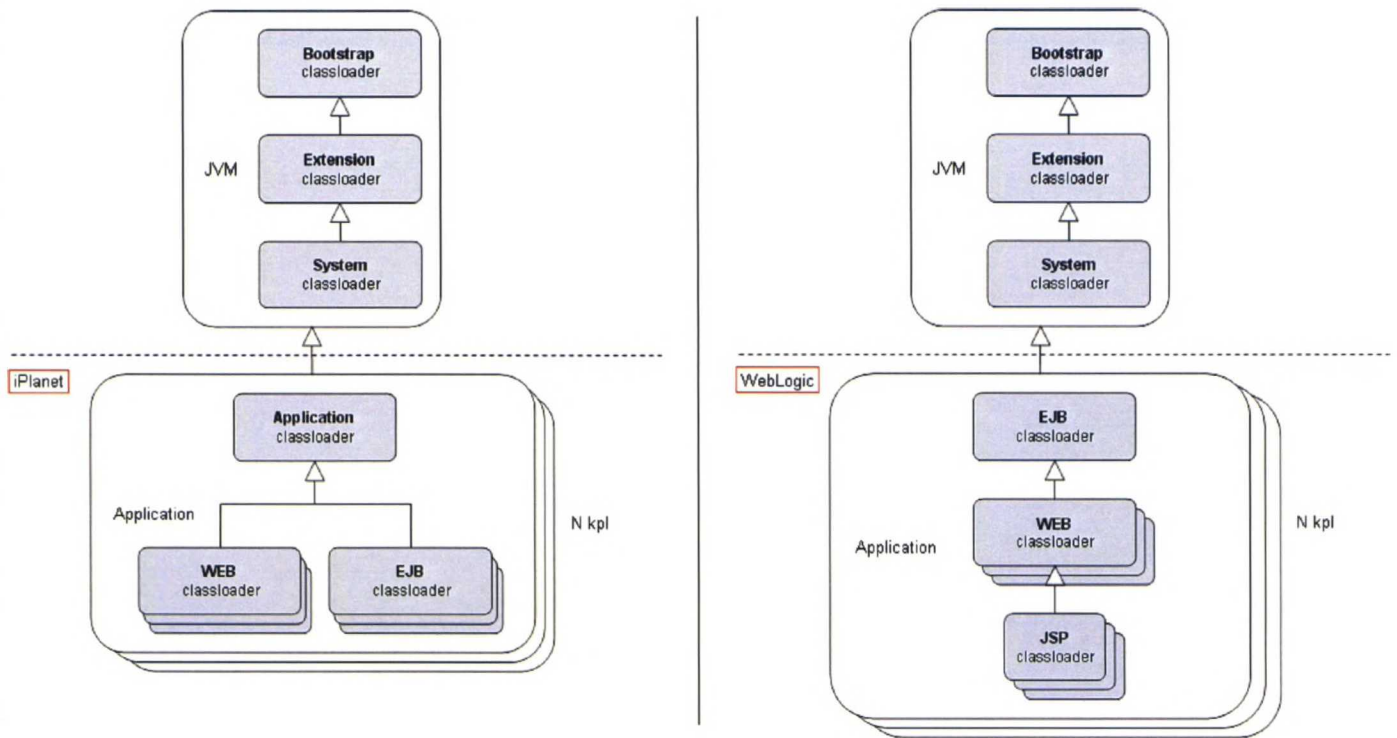 Bootstrap
classloader
JVM
Extension
classloader
System
classloader
iPlanet
Application
classloader
Application
N kpl
WEB
classloader
EJB
classloader
Bootstrap
classloader
JVM
Extension
classloader
System
classloader
WebLogic
EJB
classloader
Application
N kpl
WEB
classloader
JSP
classloader